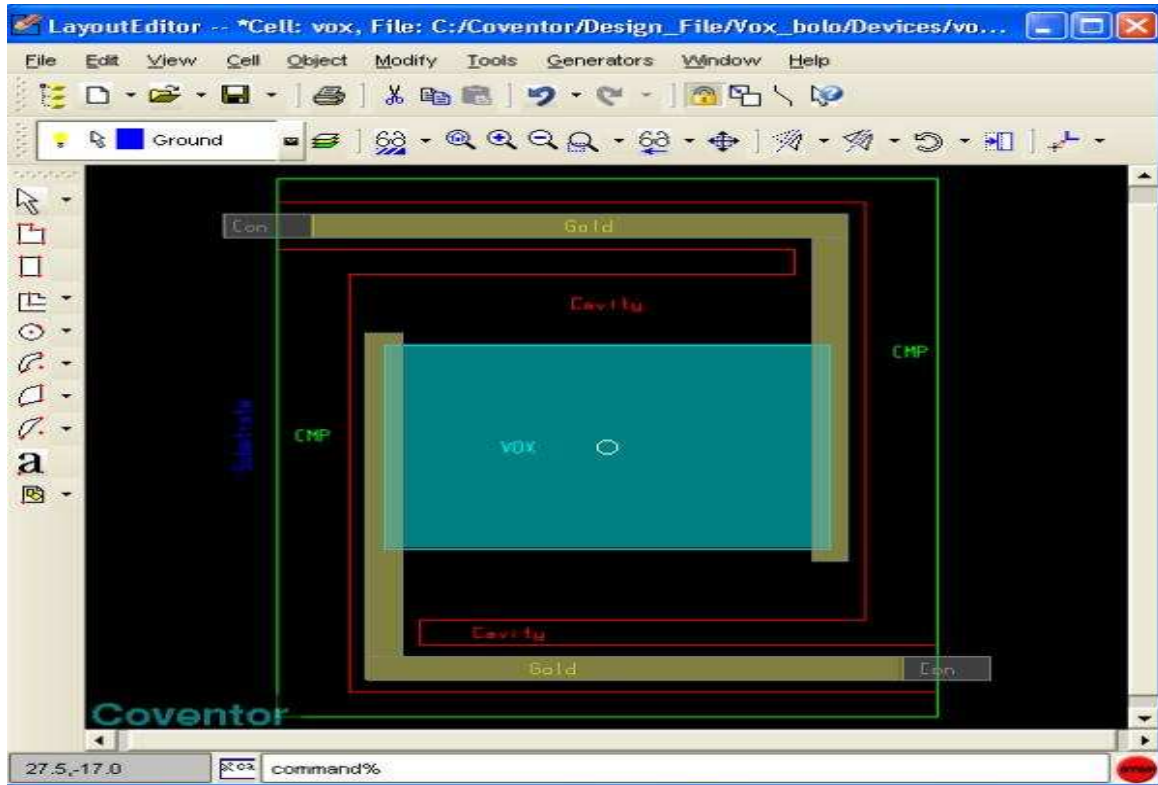 LayoutEditor -- *Cell: vox, File: C:/Coventor/Design_File/Vox_bolo/Devices/vo...
File Edit View Cell Object Modify Tools Generators Window Help
Ground
Con Gold
Cavity
CMP
Substrate
CMP
VOX
a
Cavity
Gold Con
Coventor
27.5,-17.0 command%